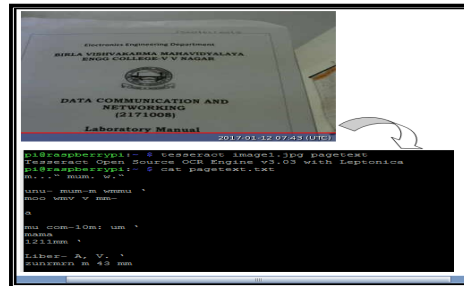 Electronics Engineering Department
BIRLA VISHVAKARMA MAHAVIDYALAYA
ENGG COLLEGE V V NAGAR
DATA COMMUNICATION AND
NETWORKING
(2171008)
Laboratory Manual
2017-01-12 07:43 (UTC)
pi@raspberrypi:~ $ tesseract image1.jpg pagetext
Tesseract Open Source OCR Engine v3.03 with Leptonica
pi@raspberrypi:~ $ cat pagetext.txt
m..." mum. w."
unu- mum-m wmmu ‘
moo wmv v mm-
a
mu com-10m: um ‘
mama
1211mm ‘
Liber- A, V. ‘
zunrmrn m 43 mm